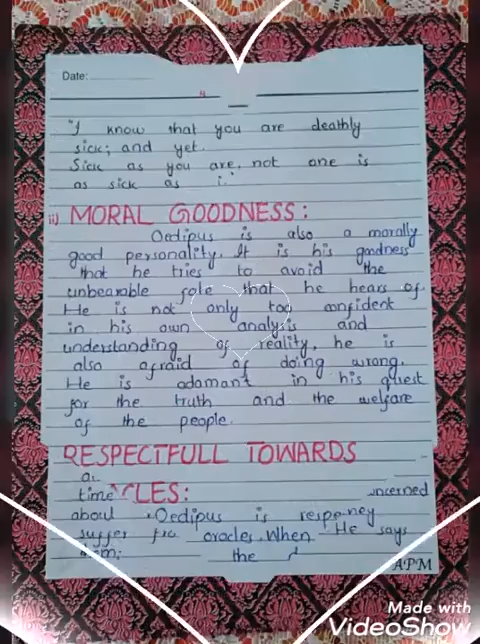 Date:
"I know that you are deathly
sick; and yet.
Sick as you are, not one is
as sick as i."
ii) MORAL GOODNESS:
Oedipus is also a morally
good personality. It is his goodness
that he tries to avoid the
unbearable fate that he hears of.
He is not only too confident
in his own analysis and
understanding of reality, he is
also afraid of doing wrong.
He is adamant in his quest
for the truth and the welfare
of the people.
RESPECTFULL TOWARDS
time CLES:
about Oedipus is
suffer oracles. When He says
the
APM
Made with
VideoShow